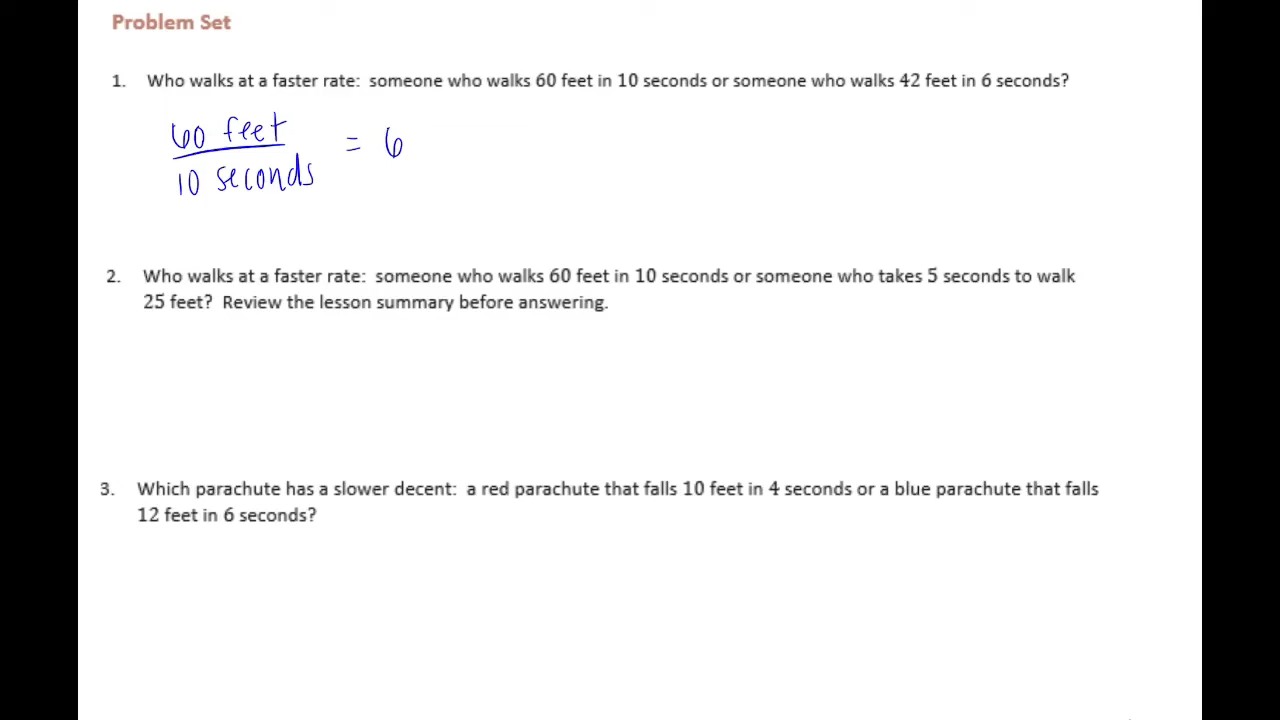 Problem Set
1. Who walks at a faster rate: someone who walks 60 feet in 10 seconds or someone who walks 42 feet in 6 seconds?
60 feet
10 seconds
= 6
2. Who walks at a faster rate: someone who walks 60 feet in 10 seconds or someone who takes 5 seconds to walk
25 feet? Review the lesson summary before answering.
3. Which parachute has a slower decent: a red parachute that falls 10 feet in 4 seconds or a blue parachute that falls
12 feet in 6 seconds?